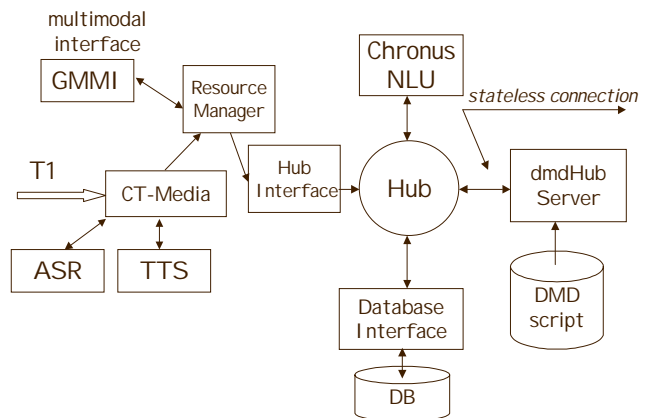 multimodal
interface
GMMI
Resource
Manager
Chronus
NLU
stateless connection
T1
CT-Media
Hub
Interface
Hub
dmdHub
Server
ASR
TTS
Database
Interface
DMD
script
DB